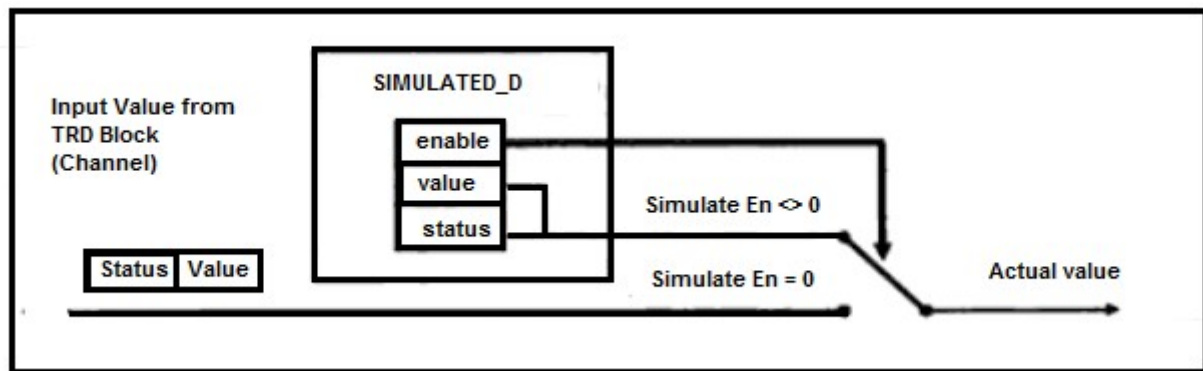 Input Value from
TRD Block
(Channel)
SIMULATED_D
enable
value
status
Status Value
Simulate En <> 0
Simulate En = 0
Actual value